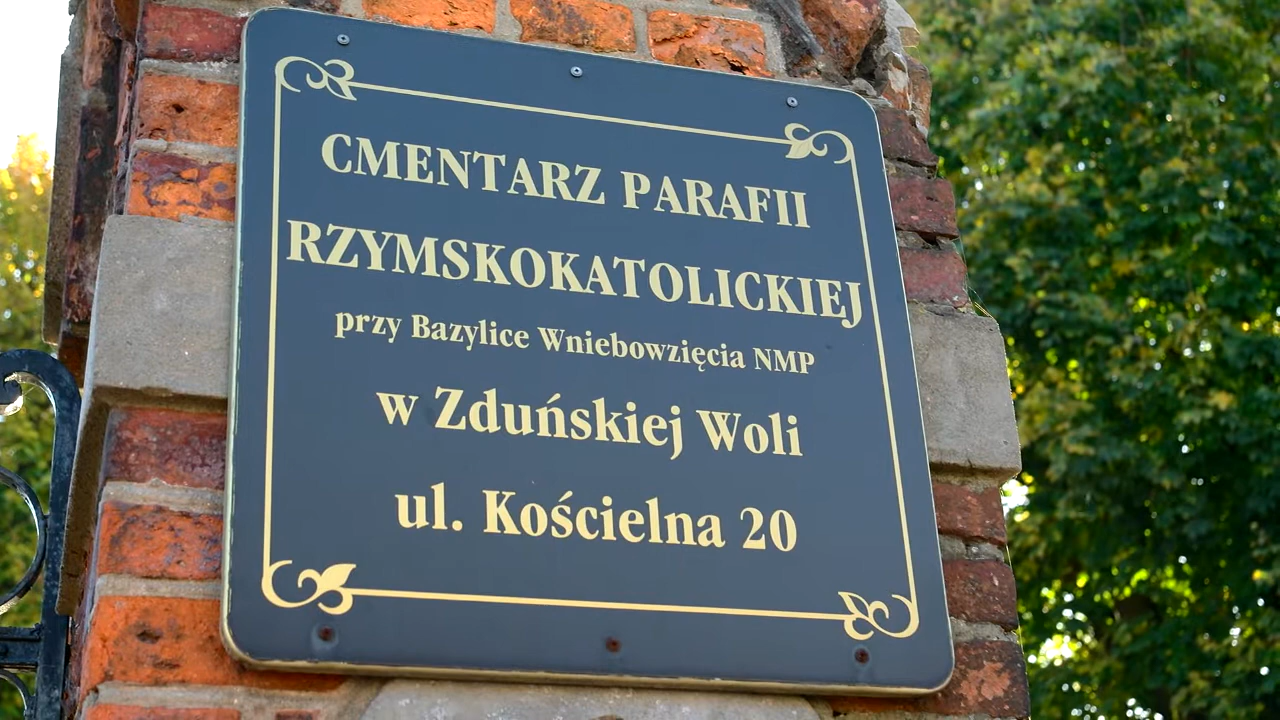 CMENTARZ PARAFII
RZYMSKOKATOLICKIEJ
przy Bazylice Wniebowzięcia NMP
w Zduńskiej Woli
ul. Kościelna 20